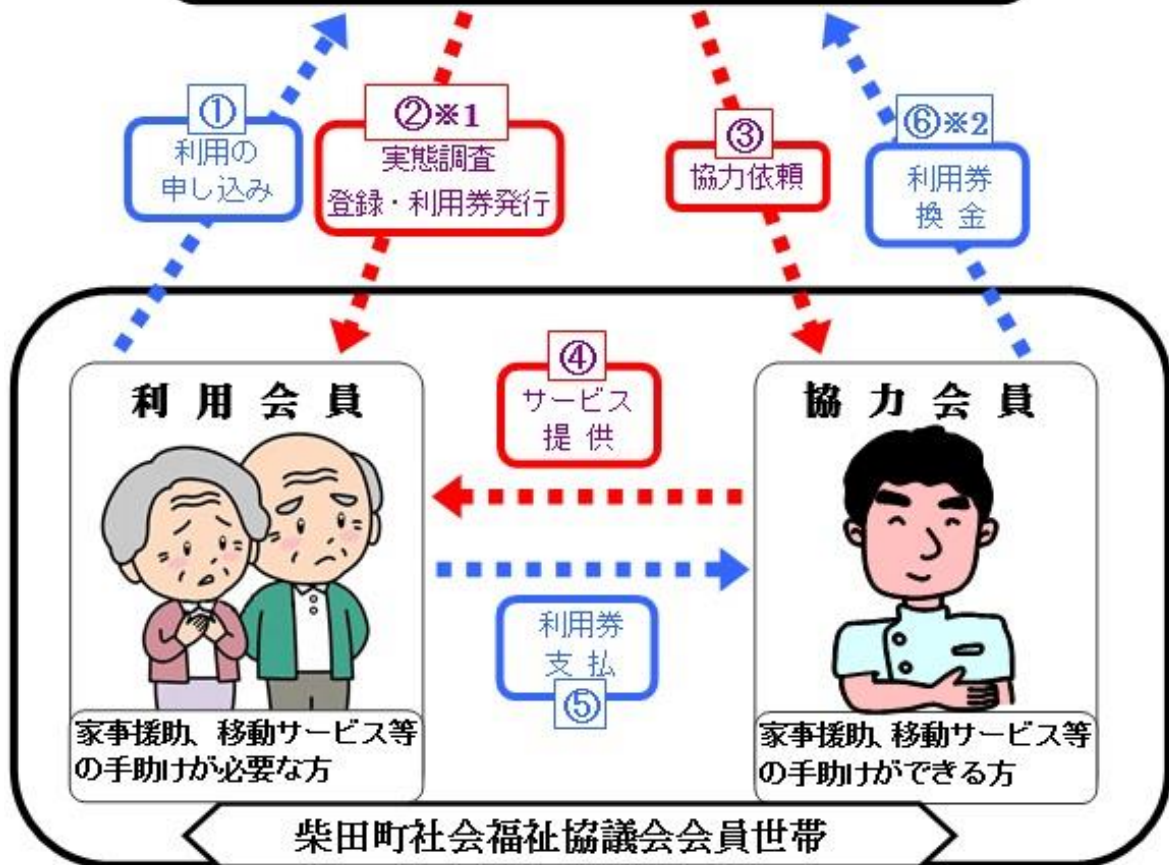 ①
利用の
申し込み
②※1
実態調査
登録・利用券発行
③
協力依頼
⑥※2
利用券
換 金
利 用 会 員
家事援助、移動サービス等
の手助けが必要な方
④
サービス
提 供
利用券
支 払
⑤
協 力 会 員
家事援助、移動サービス等
の手助けができる方
柴田町社会福祉協議会会員世帯